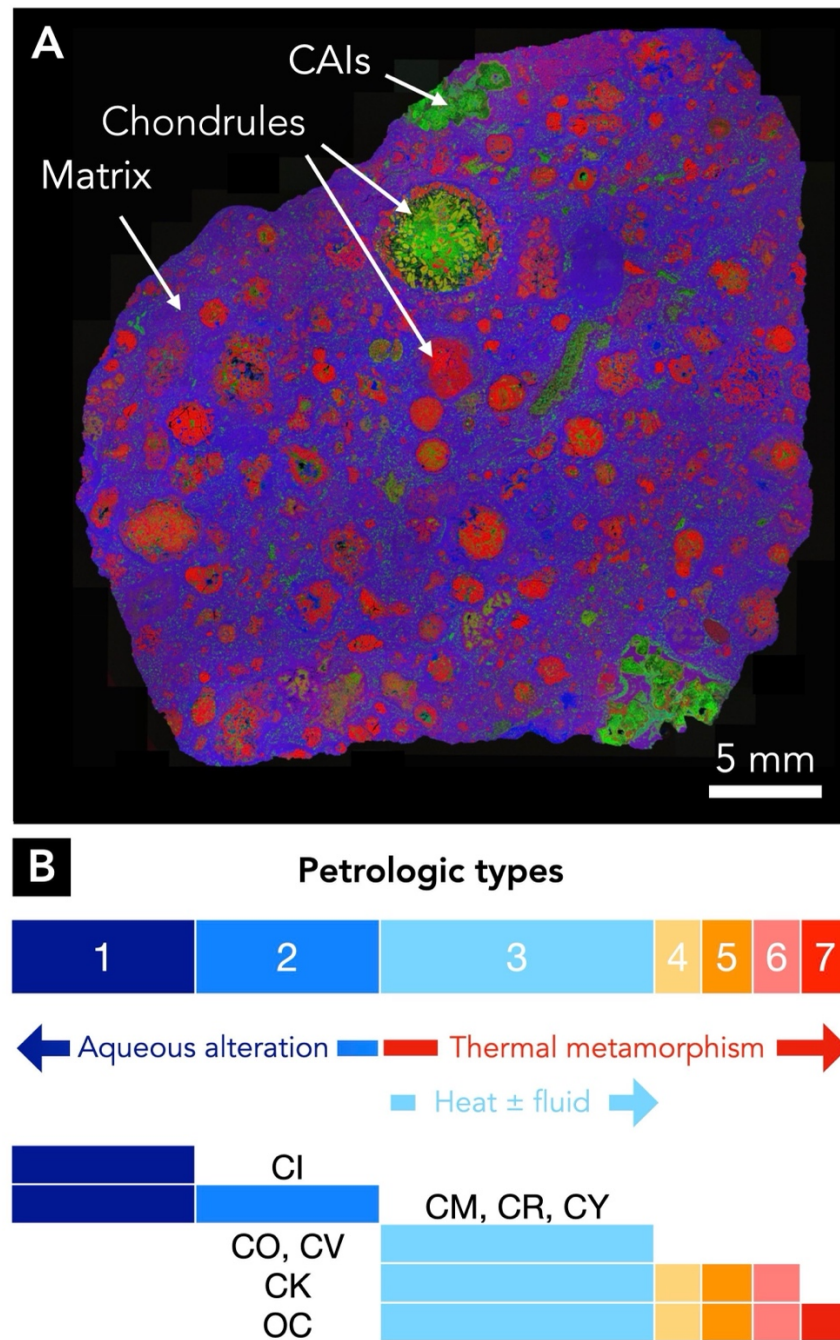 A
CAIs
Chondrules
Matrix
5 mm
B
Petrologic types
1 2 3 4 5 6 7
Aqueous alteration Thermal metamorphism
Heat ± fluid
CI
CM, CR, CY
CO, CV
CK
OC